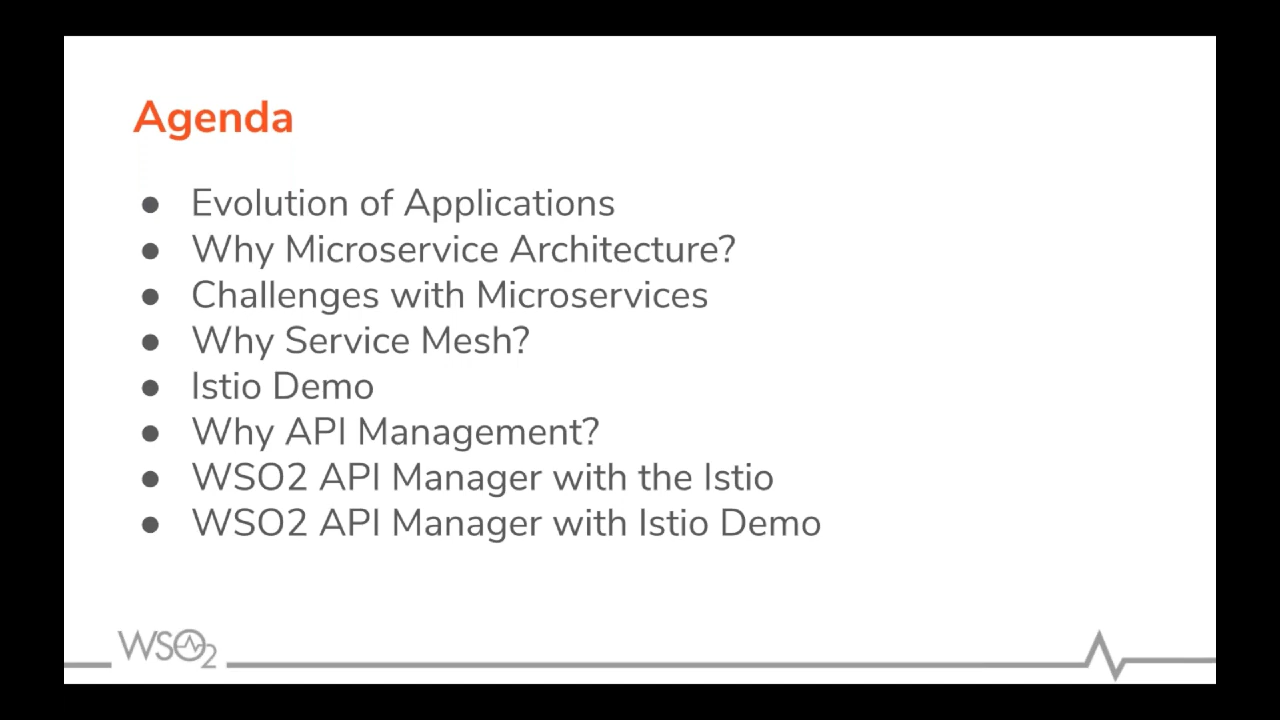 Agenda
● Evolution of Applications
● Why Microservice Architecture?
● Challenges with Microservices
● Why Service Mesh?
● Istio Demo
● Why API Management?
● WSO2 API Manager with the Istio
● WSO2 API Manager with Istio Demo
WSO2